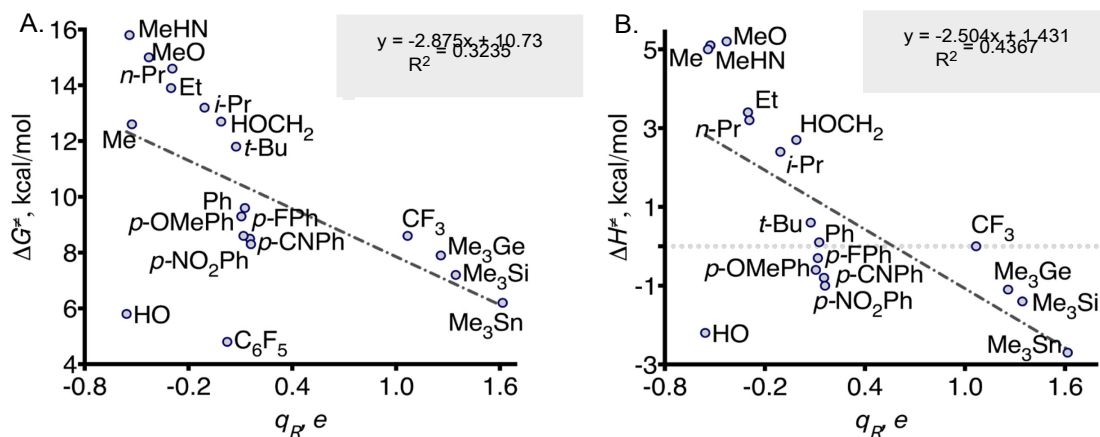 A.
16
14
12
10
8
6
4
-0.8
-0.2
0.4
1.0
1.6
ΔG≠, kcal/mol
qR, e
y = -2.875x + 10.73
R2 = 0.3235
MeHN
MeO
n-Pr
Et
i-Pr
HOCH2
Me
t-Bu
Ph
p-FPh
p-OMePh
p-CNPh
p-NO2Ph
CF3
Me3Ge
Me3Si
Me3Sn
HO
C6F5
B.
5
3
1
-1
-3
-0.8
-0.2
0.4
1.0
1.6
ΔH≠, kcal/mol
qR, e
y = -2.504x + 1.431
R2 = 0.4367
MeO
Me
MeHN
Et
n-Pr
HOCH2
i-Pr
t-Bu
Ph
p-FPh
p-OMePh
p-CNPh
p-NO2Ph
CF3
Me3Ge
Me3Si
Me3Sn
HO